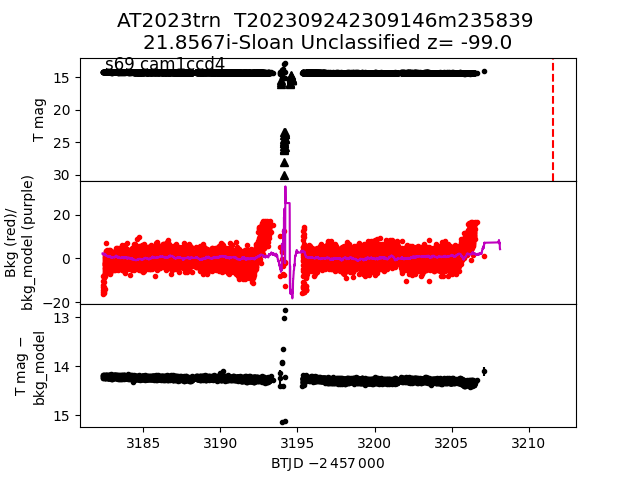 AT2023trn  T202309242309146m235839
21.8567i-Sloan Unclassified z= -99.0
s69 cam1ccd4
15
20
25
30
T mag
20
0
−20
Bkg (red)/
bkg_model (purple)
13
14
15
T mag −
bkg_model
3185 3190 3195 3200 3205 3210
BTJD −2 457 000